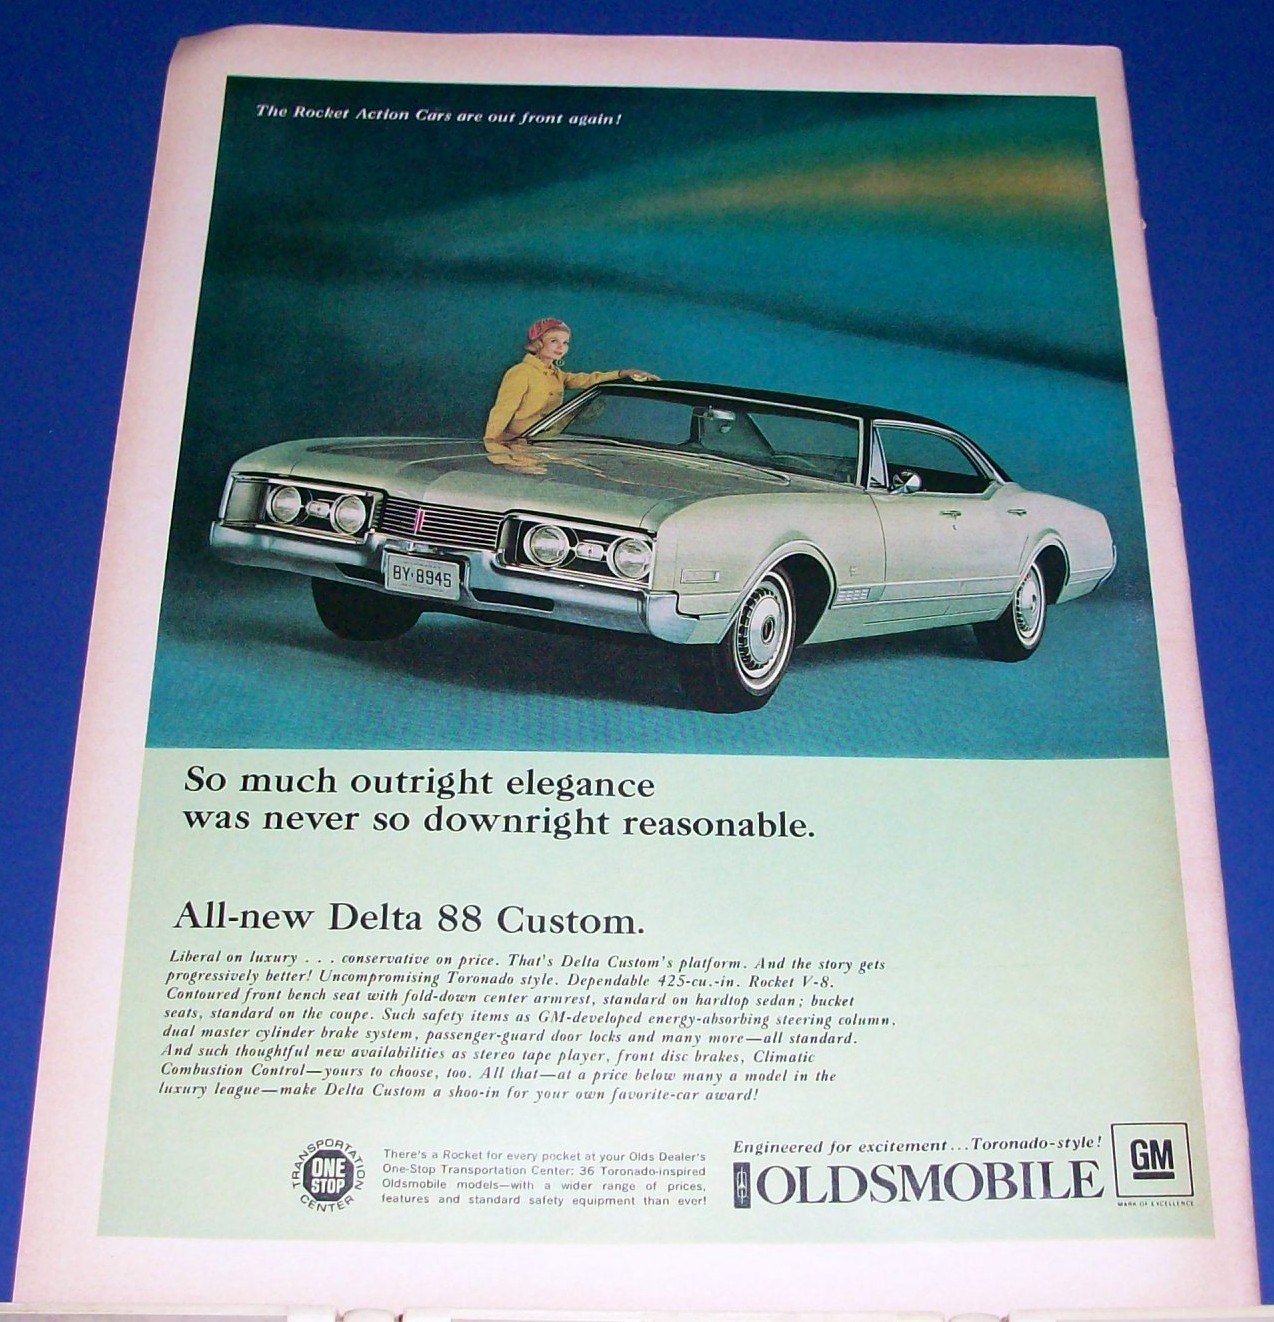 The Rocket Action Cars are out front again!
BY·8945
So much outright elegance
was never so downright reasonable.
All-new Delta 88 Custom.
Liberal on luxury . . . conservative on price. That's Delta Custom's platform. And the story gets
progressively better! Uncompromising Toronado style. Dependable 425-cu.-in. Rocket V-8.
Contoured front bench seat with fold-down center armrest, standard on hardtop sedan; bucket
seats, standard on the coupe. Such safety items as GM-developed energy-absorbing steering column,
dual master cylinder brake system, passenger-guard door locks and many more—all standard.
And such thoughtful new availabilities as stereo tape player, front disc brakes, Climatic
Combustion Control—yours to choose, too. All that—at a price below many a model in the
luxury league—make Delta Custom a shoo-in for your own favorite-car award!
TRANSPORTATION
ONE
STOP
CENTER
There's a Rocket for every pocket at your Olds Dealer's
One-Stop Transportation Center: 36 Toronado-inspired
Oldsmobile models—with a wider range of prices,
features and standard safety equipment than ever!
Engineered for excitement...Toronado-style!
OLDSMOBILE
GM
MARK OF EXCELLENCE